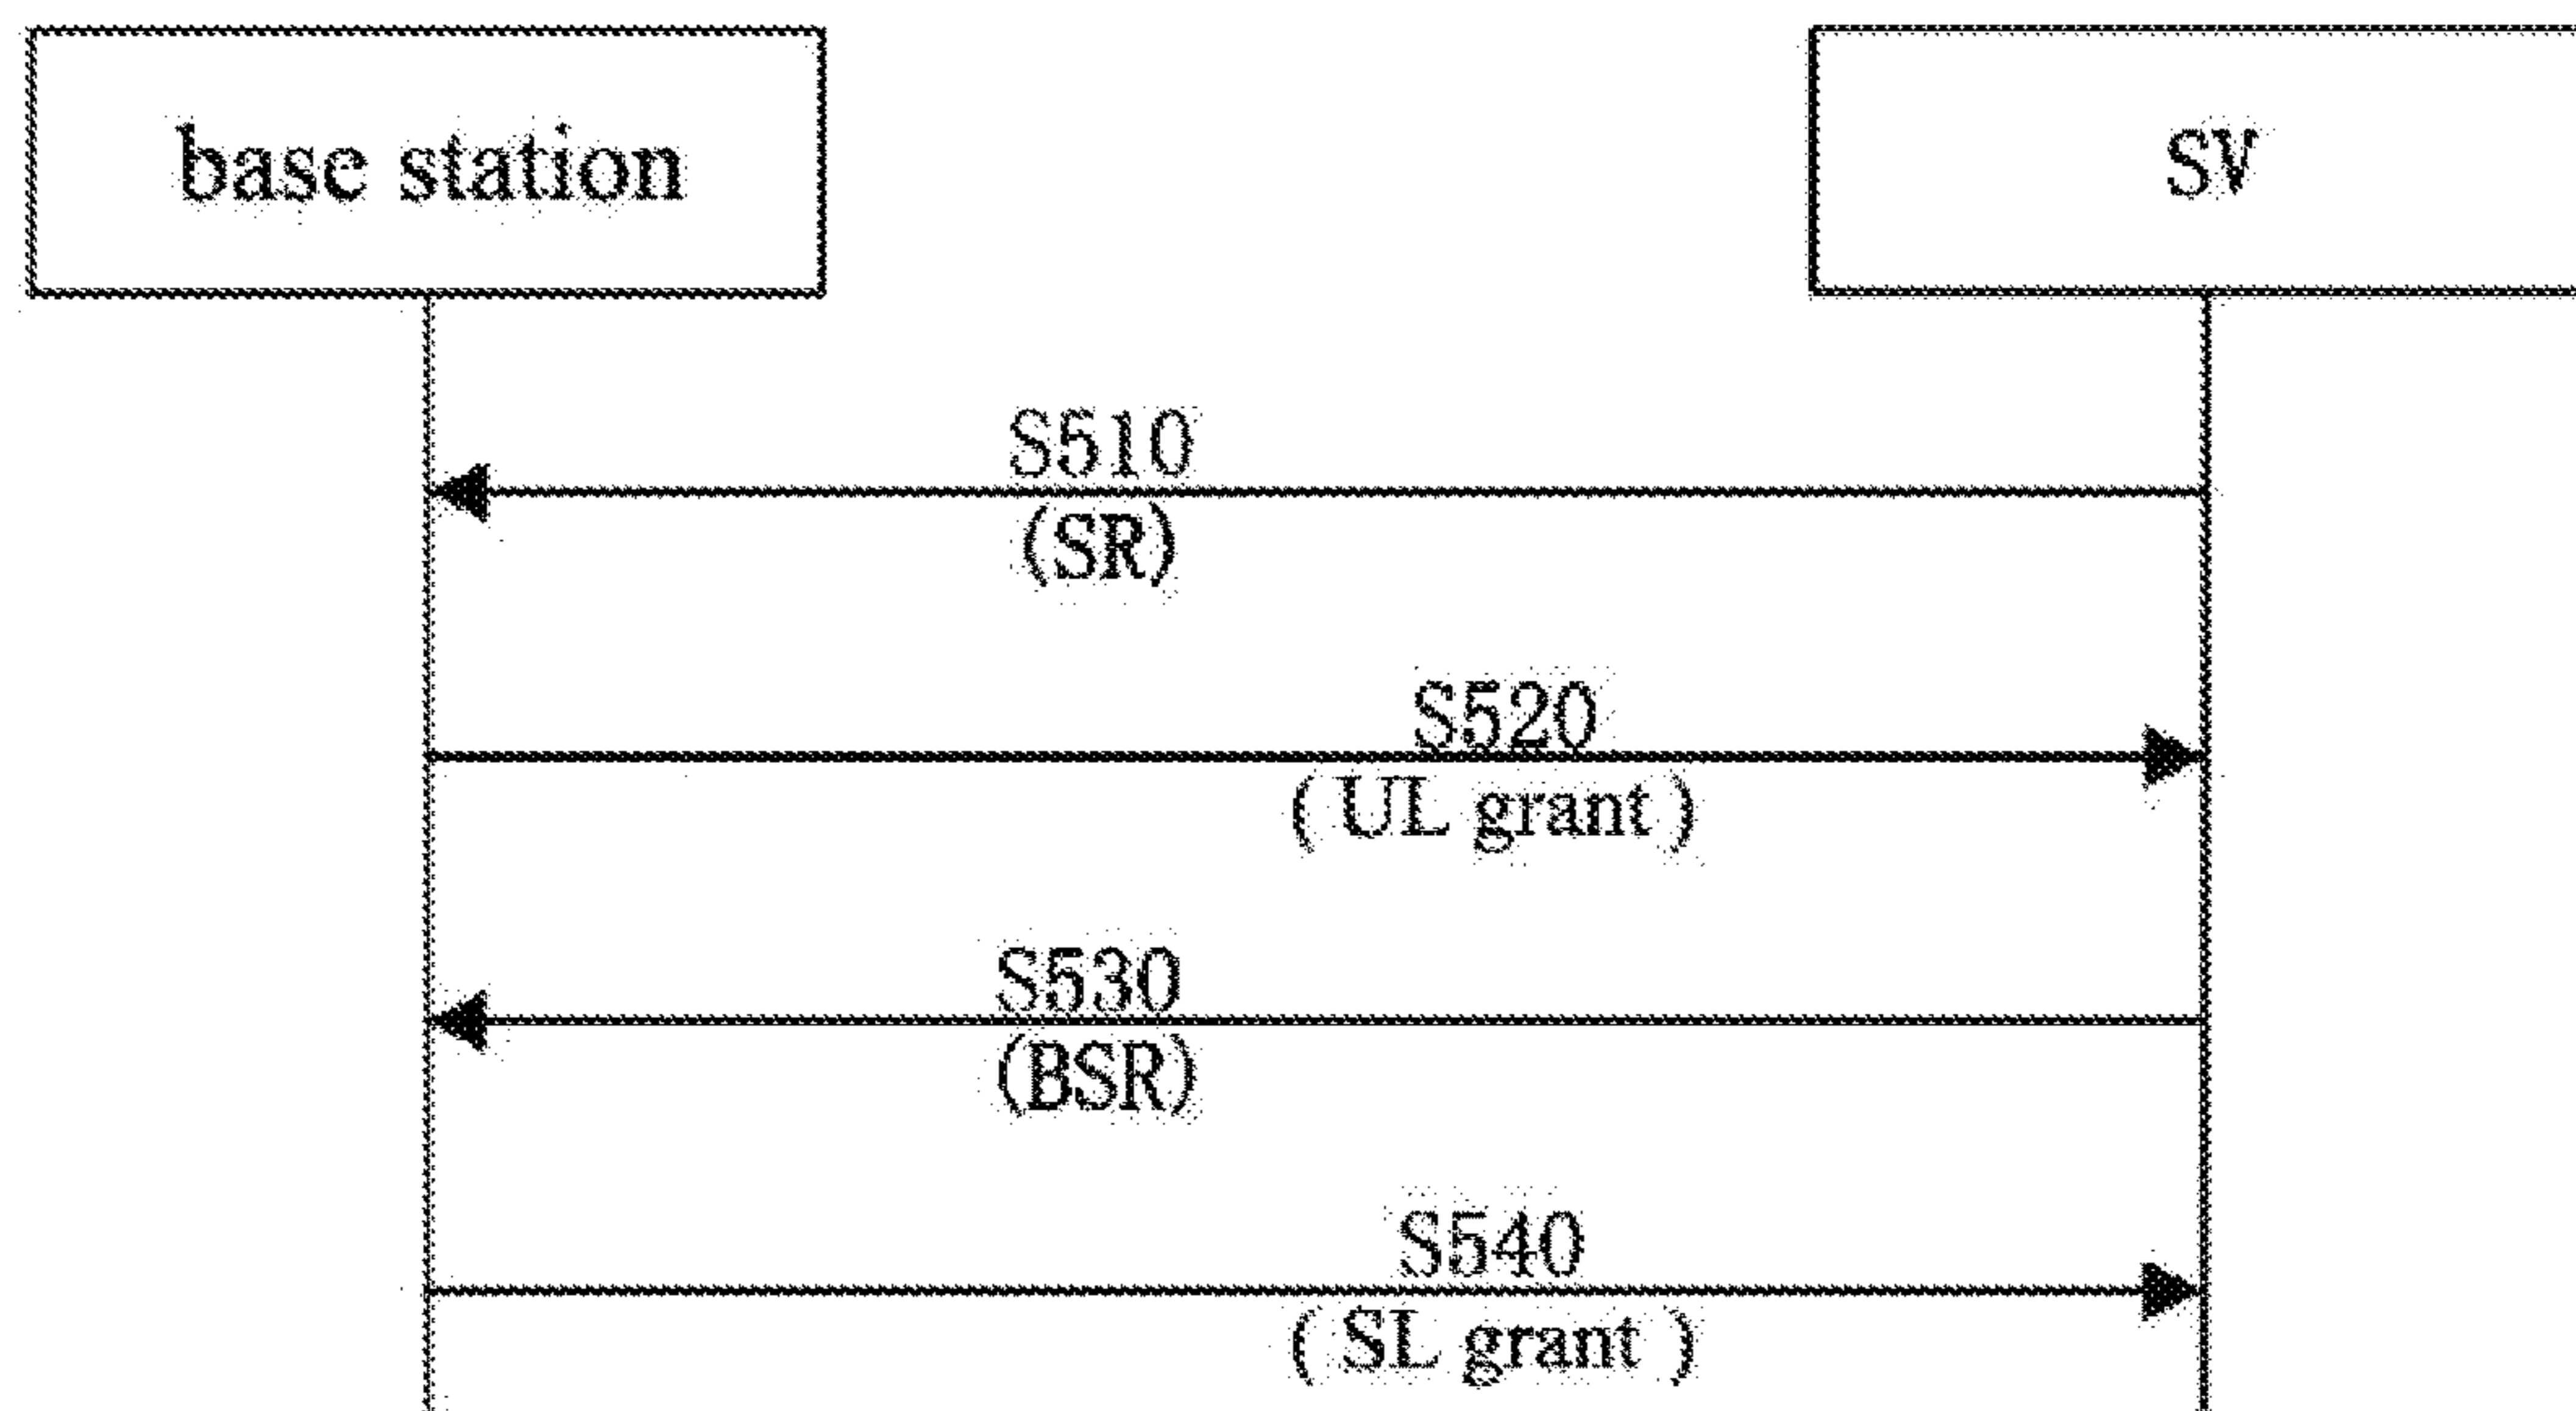 base station
SV
S510
(SR)
S520
( UL grant )
S530
(BSR)
S540
( SL grant )